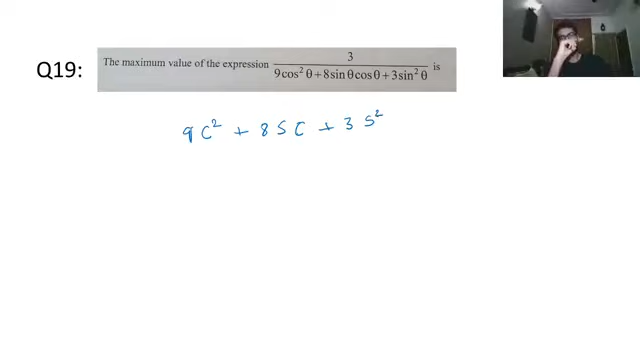 Q19:
The maximum value of the expression 3/(9cos²θ+8sinθcosθ+3sin²θ) is
9C² + 8SC + 3S²